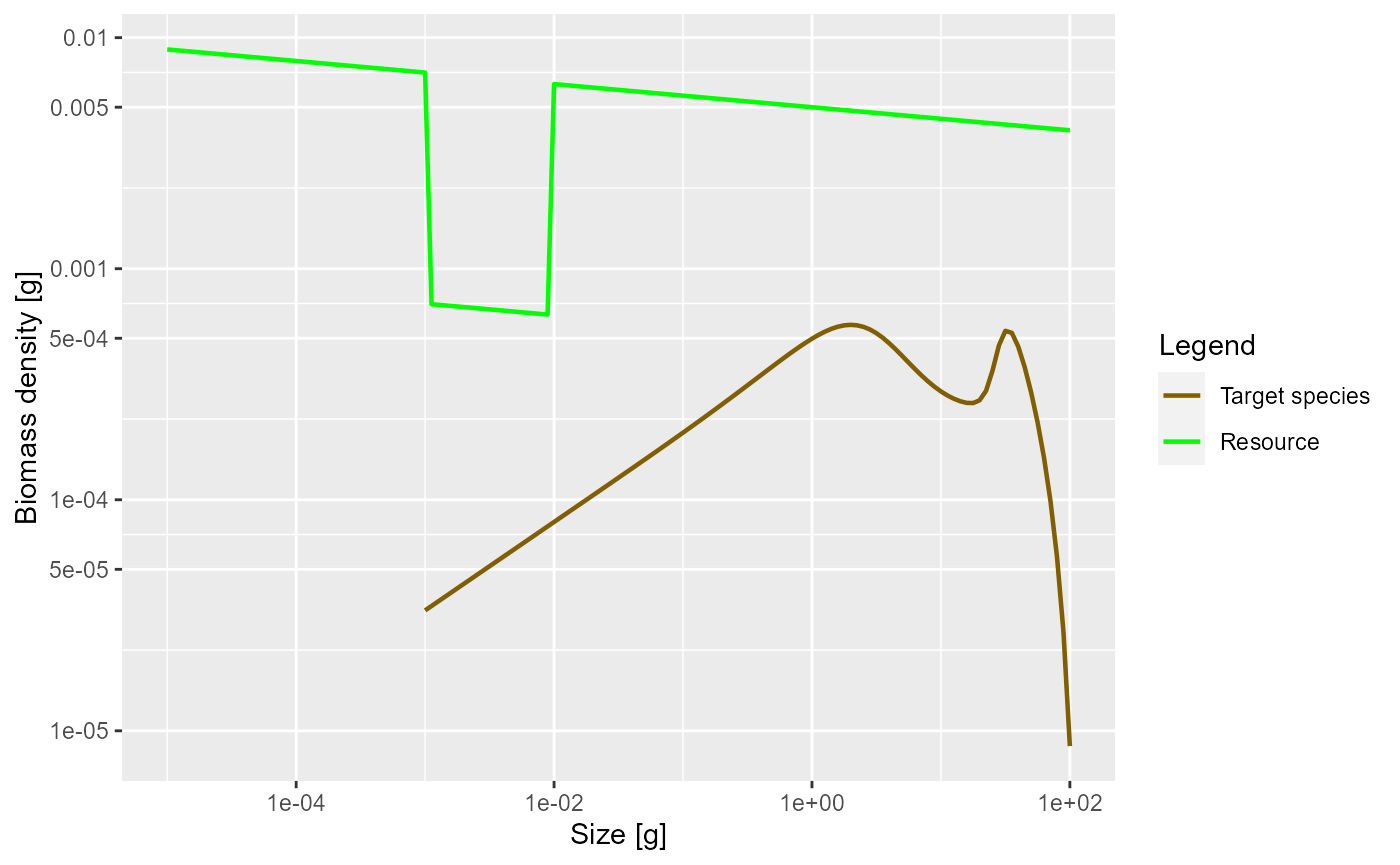 0.01
0.005
0.001
5e-04
1e-04
5e-05
1e-05
Biomass density [g]
1e-04
1e-02
1e+00
1e+02
Size [g]
Legend
Target species
Resource